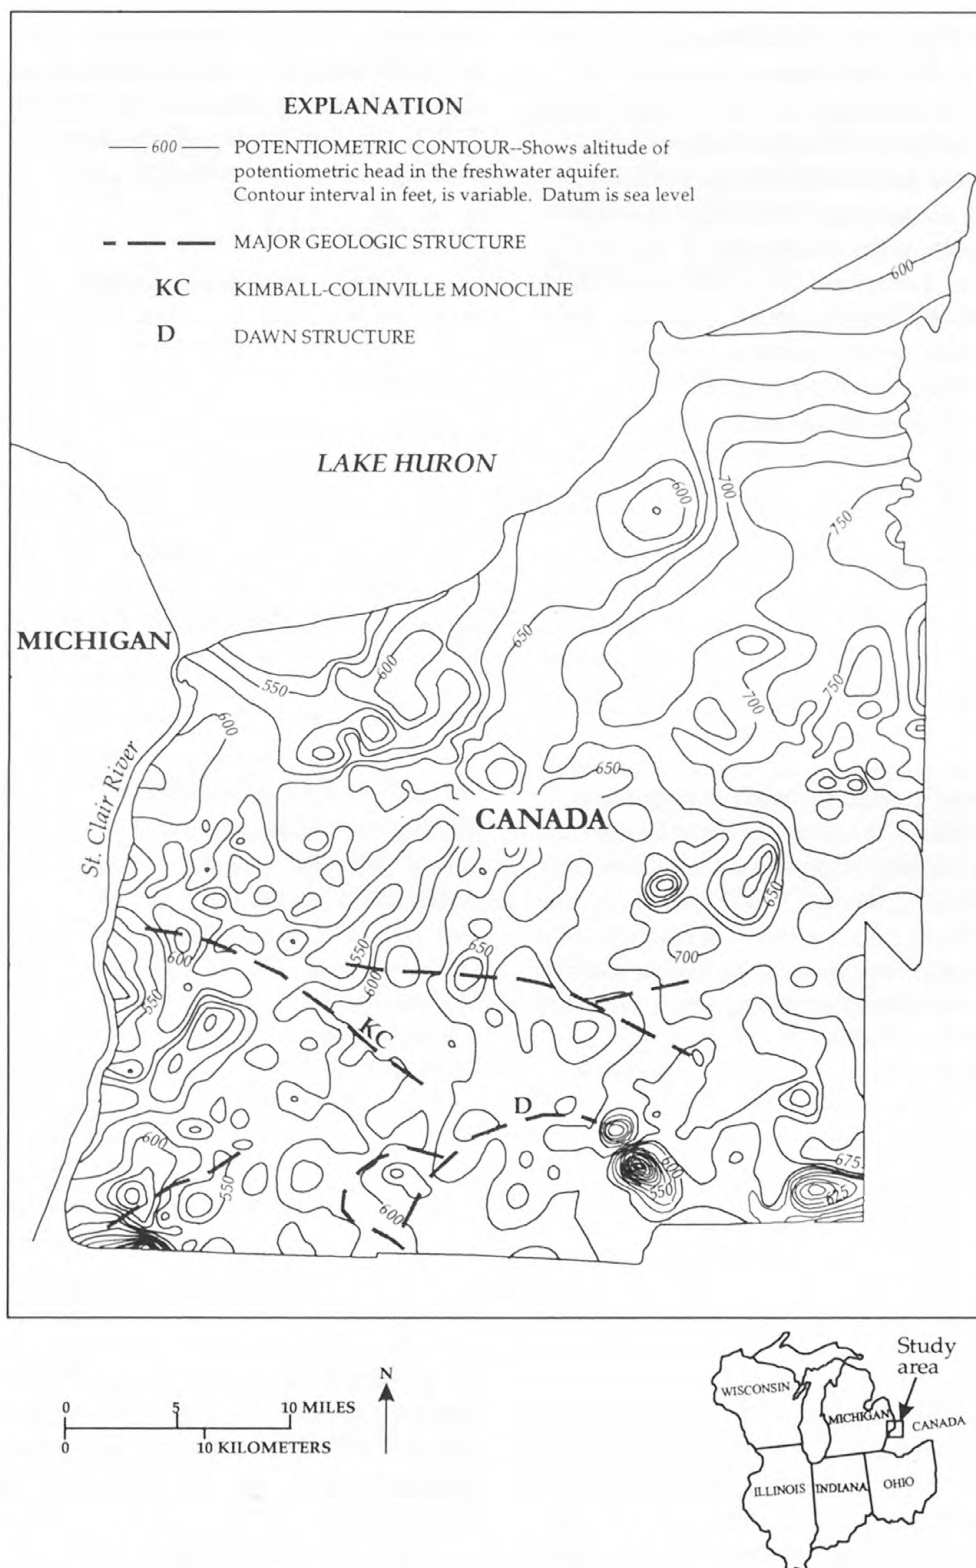 EXPLANATION
600 POTENTIOMETRIC CONTOUR--Shows altitude of
potentiometric head in the freshwater aquifer.
Contour interval in feet, is variable. Datum is sea level
MAJOR GEOLOGIC STRUCTURE
KC KIMBALL-COLINVILLE MONOCLINE
D DAWN STRUCTURE
600
LAKE HURON
600
700
750
MICHIGAN
650
600
550
750
700
600
St. Clair River
650
CANADA
650
550
650
700
600
600
550
KC
D
600
675
600
550
550
625
600
N
0 5 10 MILES
0 10 KILOMETERS
Study
area
WISCONSIN
MICHIGAN
CANADA
ILLINOIS
INDIANA
OHIO